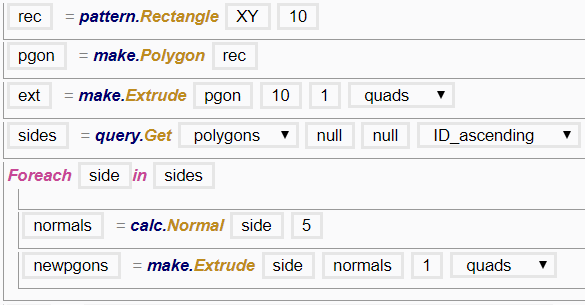 rec = pattern.Rectangle XY 10
pgon = make.Polygon rec
ext = make.Extrude pgon 10 1 quads
sides = query.Get polygons null null ID_ascending
Foreach side in sides
normals = calc.Normal side 5
newpgons = make.Extrude side normals 1 quads